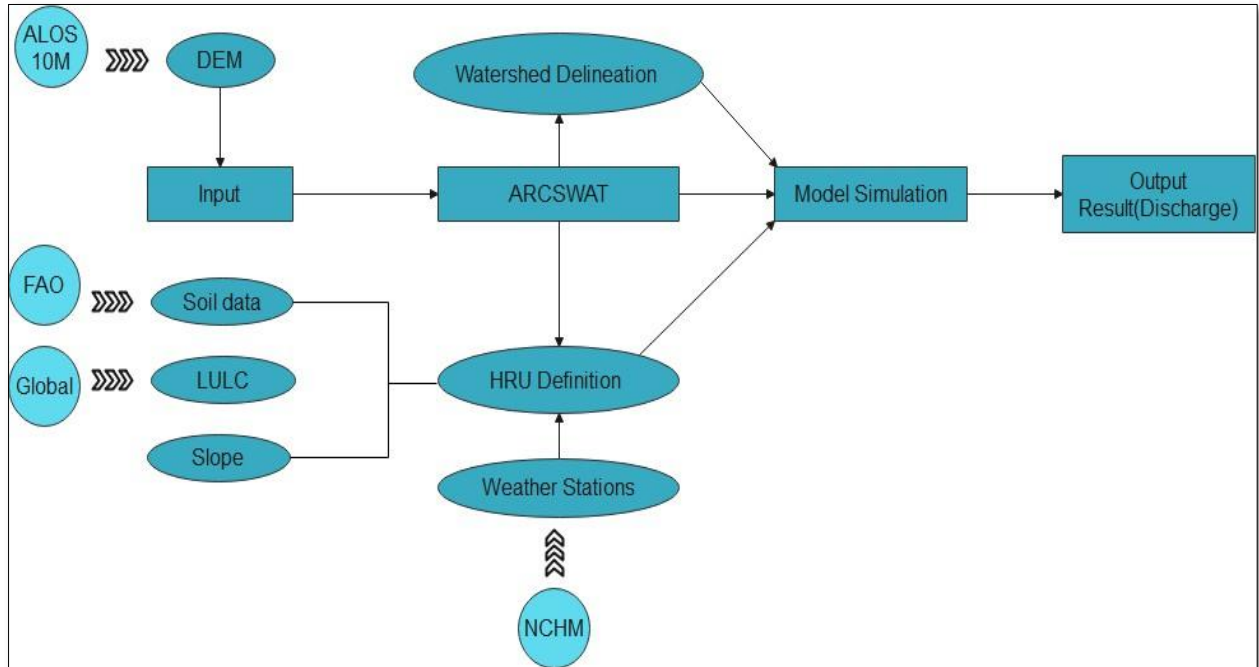 ALOS
10M
DEM
Watershed Delineation
Input
ARCSWAT
Model Simulation
Output
Result(Discharge)
FAO
Soil data
Global
LULC
HRU Definition
Slope
Weather Stations
NCHM